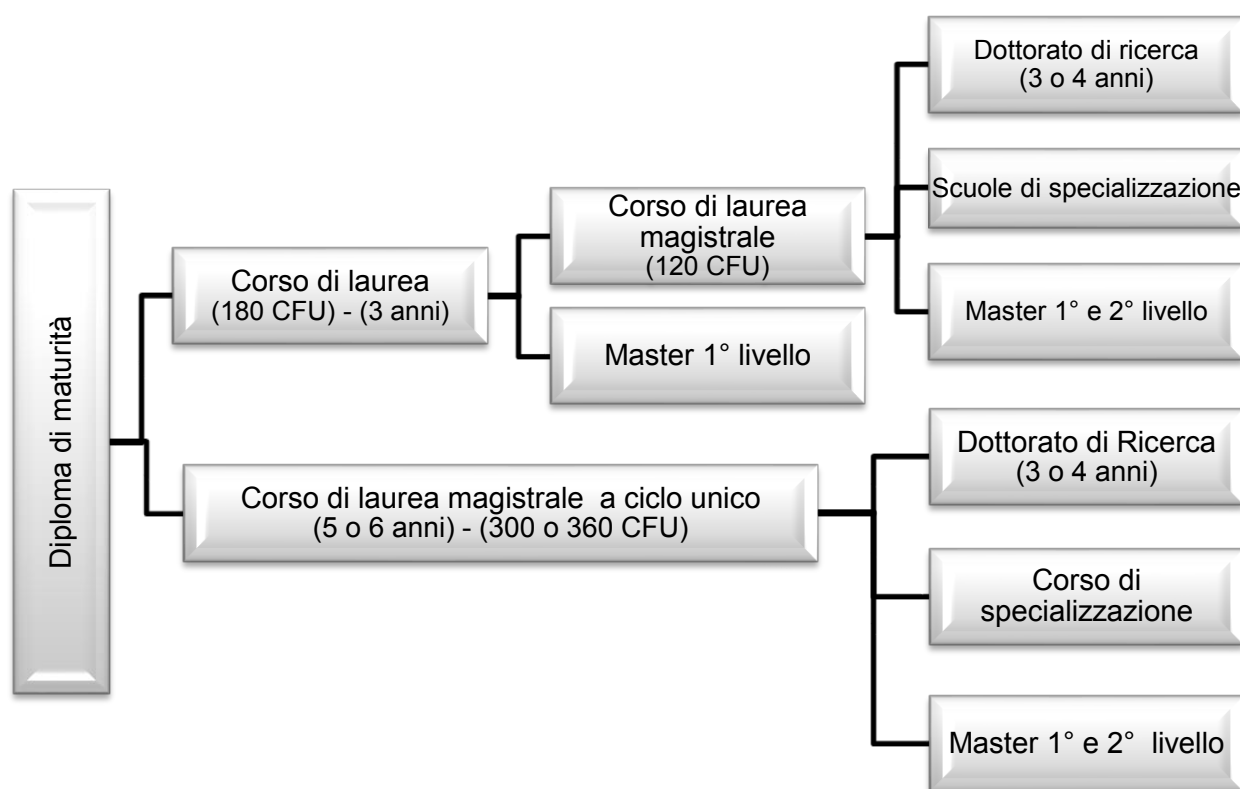 Diploma di maturità
Corso di laurea
(180 CFU) - (3 anni)
Corso di laurea
magistrale
(120 CFU)
Master 1° livello
Dottorato di ricerca
(3 o 4 anni)
Scuole di specializzazione
Master 1° e 2° livello
Corso di laurea magistrale a ciclo unico
(5 o 6 anni) - (300 o 360 CFU)
Dottorato di Ricerca
(3 o 4 anni)
Corso di
specializzazione
Master 1° e 2° livello